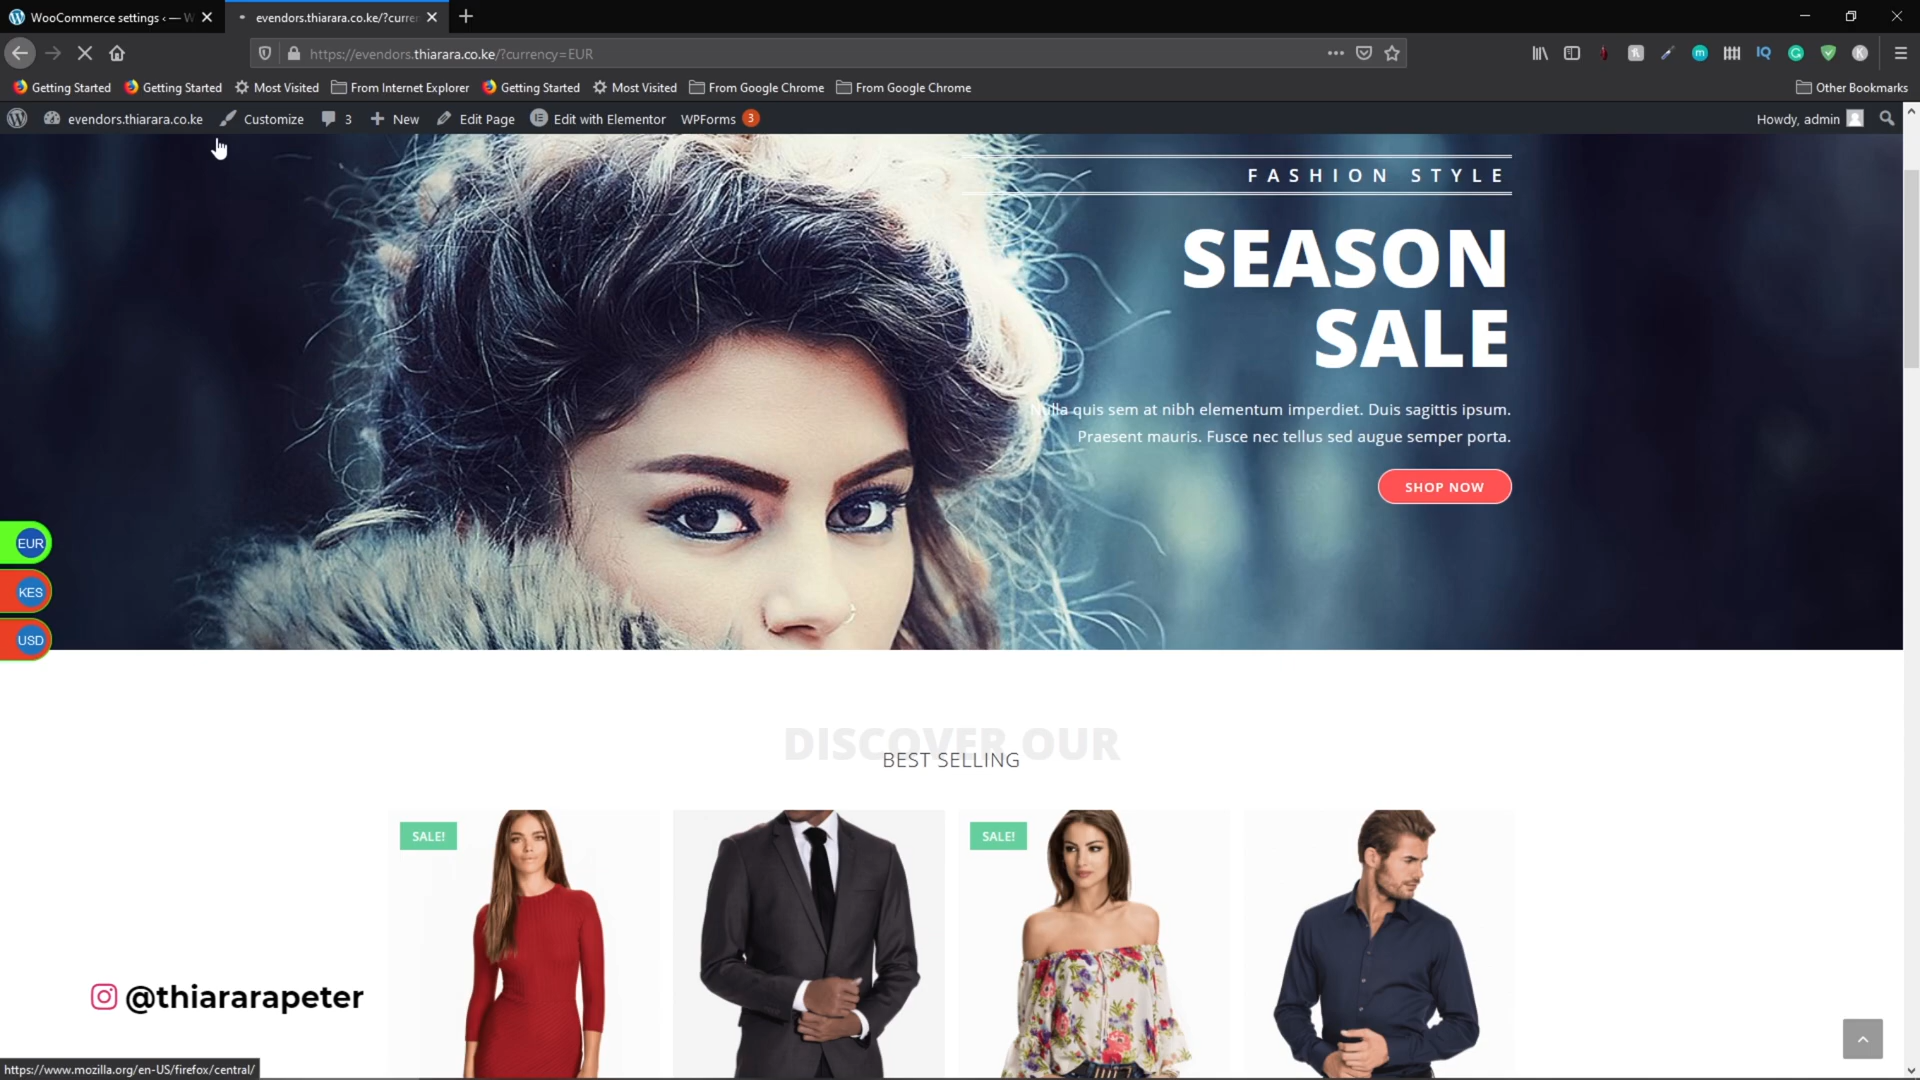 WooCommerce settings ‹ — W
evendors.thiarara.co.ke/?curre
https://evendors.thiarara.co.ke/?currency=EUR
IQ
K
Getting Started
Getting Started
Most Visited
From Internet Explorer
Getting Started
Most Visited
From Google Chrome
From Google Chrome
Other Bookmarks
evendors.thiarara.co.ke
Customize
3
New
Edit Page
Edit with Elementor
WPForms 3
Howdy, admin
FASHION STYLE
SEASON
SALE
Nulla quis sem at nibh elementum imperdiet. Duis sagittis ipsum.
Praesent mauris. Fusce nec tellus sed augue semper porta.
SHOP NOW
EUR
KES
USD
DISCOVER OUR
BEST SELLING
SALE!
SALE!
@thiararapeter
https://www.mozilla.org/en-US/firefox/central/